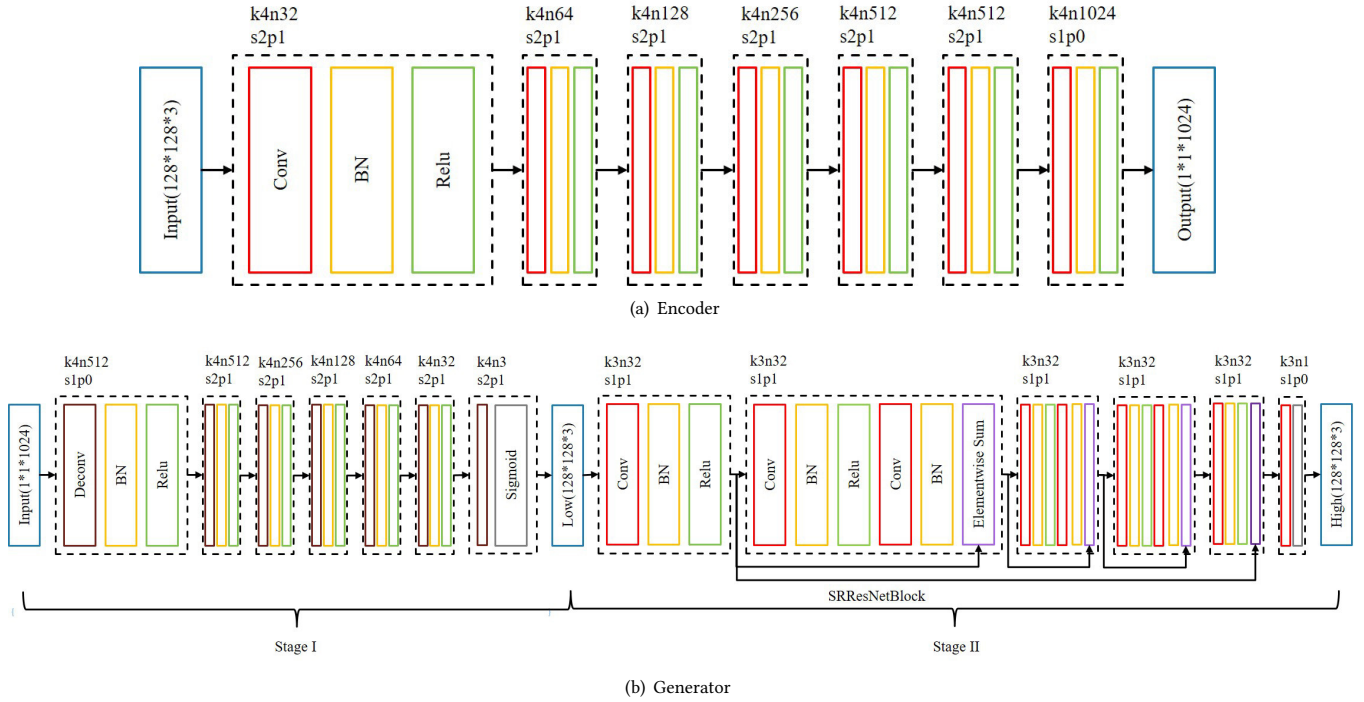 k4n32
s2p1
k4n64
s2p1
k4n128
s2p1
k4n256
s2p1
k4n512
s2p1
k4n512
s2p1
k4n1024
s1p0
Input(128*128*3)
Conv
BN
Relu
Output(1*1*1024)
(a) Encoder
k4n512
s1p0
k4n512
s2p1
k4n256
s2p1
k4n128
s2p1
k4n64
s2p1
k4n32
s2p1
k4n3
s2p1
k3n32
s1p1
k3n32
s1p1
k3n32
s1p1
k3n32
s1p1
k3n32
s1p1
k3n1
s1p0
Input(1*1*1024)
Deconv
BN
Relu
Sigmoid
Low(128*128*3)
Conv
BN
Relu
Conv
BN
Relu
Conv
BN
Elementwise Sum
High(128*128*3)
SRResNetBlock
Stage I
Stage II
(b) Generator